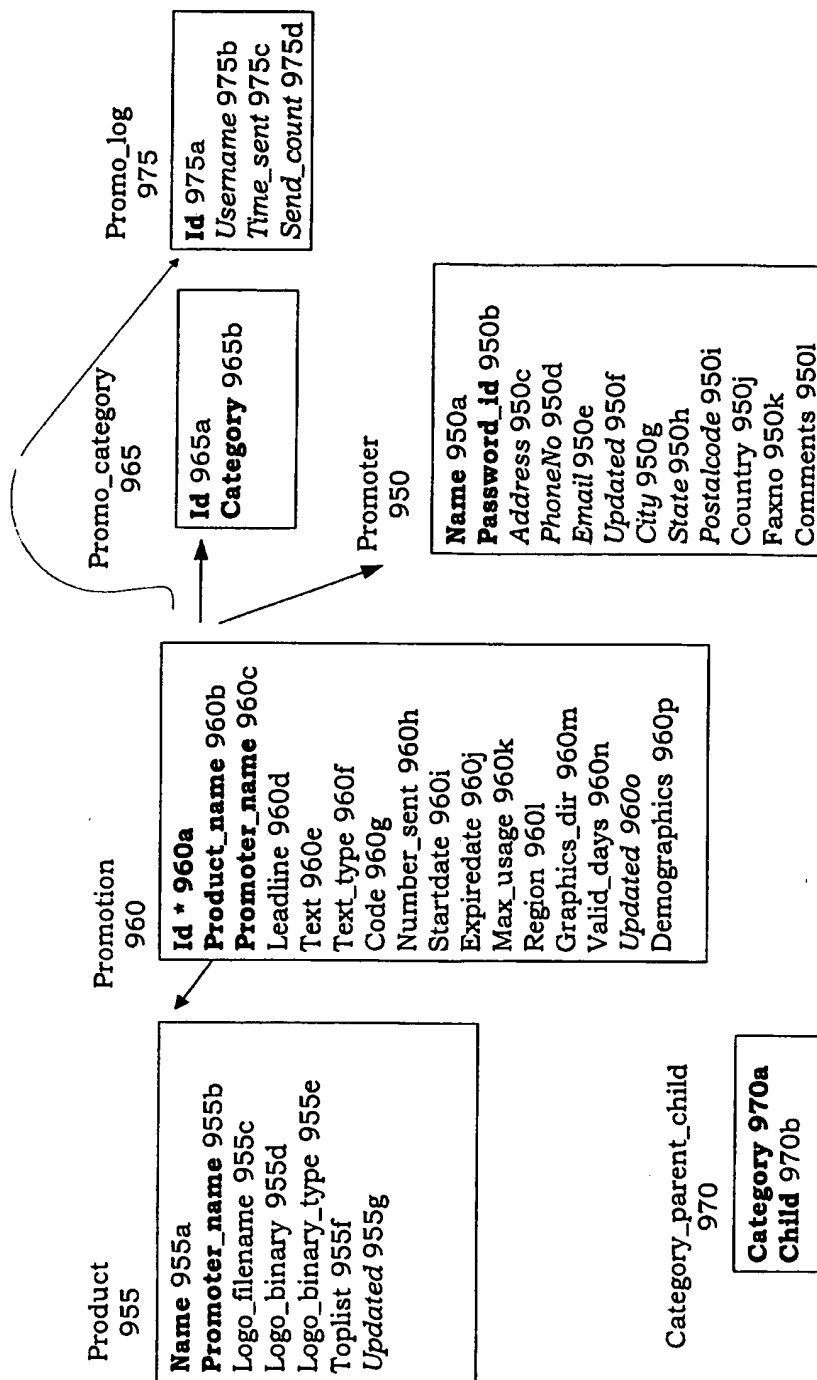 Product
955
Name 955a
Promoter_name 955b
Logo_filename 955c
Logo_binary 955d
Logo_binary_type 955e
Toplist 955f
Updated 955g
Promotion
960
Id * 960a
Product_name 960b
Promoter_name 960c
Leadline 960d
Text 960e
Text_type 960f
Code 960g
Number_sent 960h
Startdate 960i
Expiredate 960j
Max_usage 960k
Region 960l
Graphics_dir 960m
Valid_days 960n
Updated 960o
Demographics 960p
Promo_category
965
Id 965a
Category 965b
Promo_log
975
Id 975a
Username 975b
Time_sent 975c
Send_count 975d
Promoter
950
Name 950a
Password_id 950b
Address 950c
PhoneNo 950d
Email 950e
Updated 950f
City 950g
State 950h
Postalcode 950i
Country 950j
Faxno 950k
Comments 950l
Category_parent_child
970
Category 970a
Child 970b